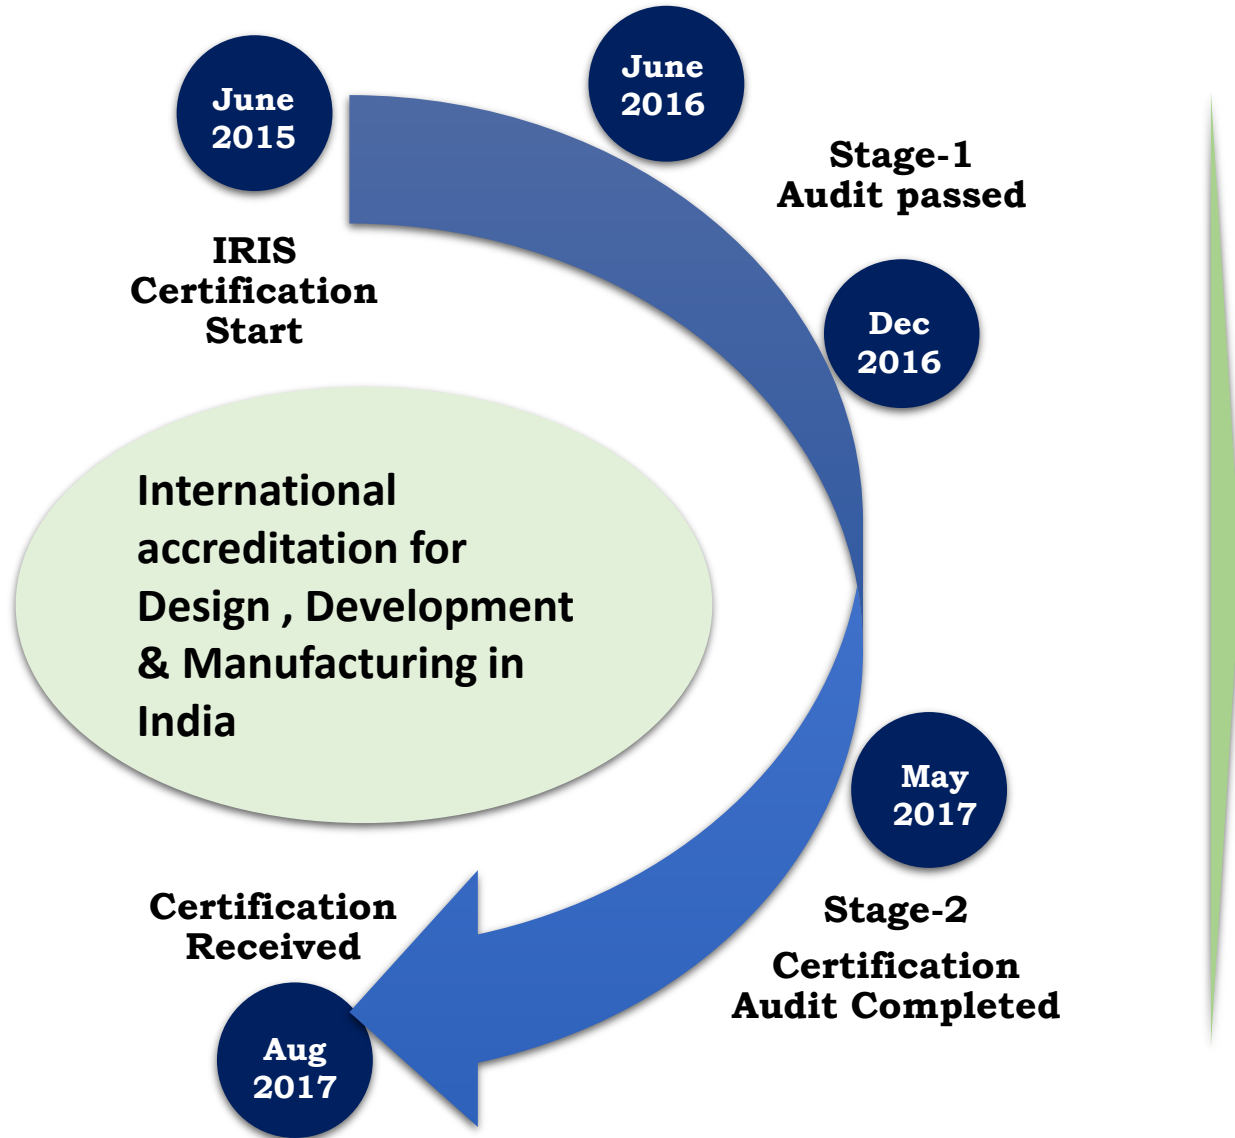 June
2015
IRIS
Certification
Start
June
2016
Stage-1
Audit passed
Dec
2016
International
accreditation for
Design , Development
& Manufacturing in
India
May
2017
Stage-2
Certification
Audit Completed
Certification
Received
Aug
2017